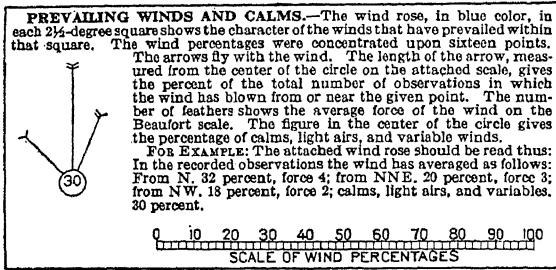 PREVAILING WINDS AND CALMS.—The wind rose, in blue color, in
each 2½-degree square shows the character of the winds that have prevailed within
that square. The wind percentages were concentrated upon sixteen points.
The arrows fly with the wind. The length of the arrow, meas-
ured from the center of the circle on the attached scale, gives
the percent of the total number of observations in which
the wind has blown from or near the given point. The num-
ber of feathers shows the average force of the wind on the
Beaufort scale. The figure in the center of the circle gives
the percentage of calms, light airs, and variable winds.
FOR EXAMPLE: The attached wind rose should be read thus:
In the recorded observations the wind has averaged as follows:
From N. 32 percent, force 4; from NNE. 20 percent, force 3;
from NW. 18 percent, force 2; calms, light airs, and variables.
30 percent.
30
0 10 20 30 40 50 60 70 80 90 100
SCALE OF WIND PERCENTAGES